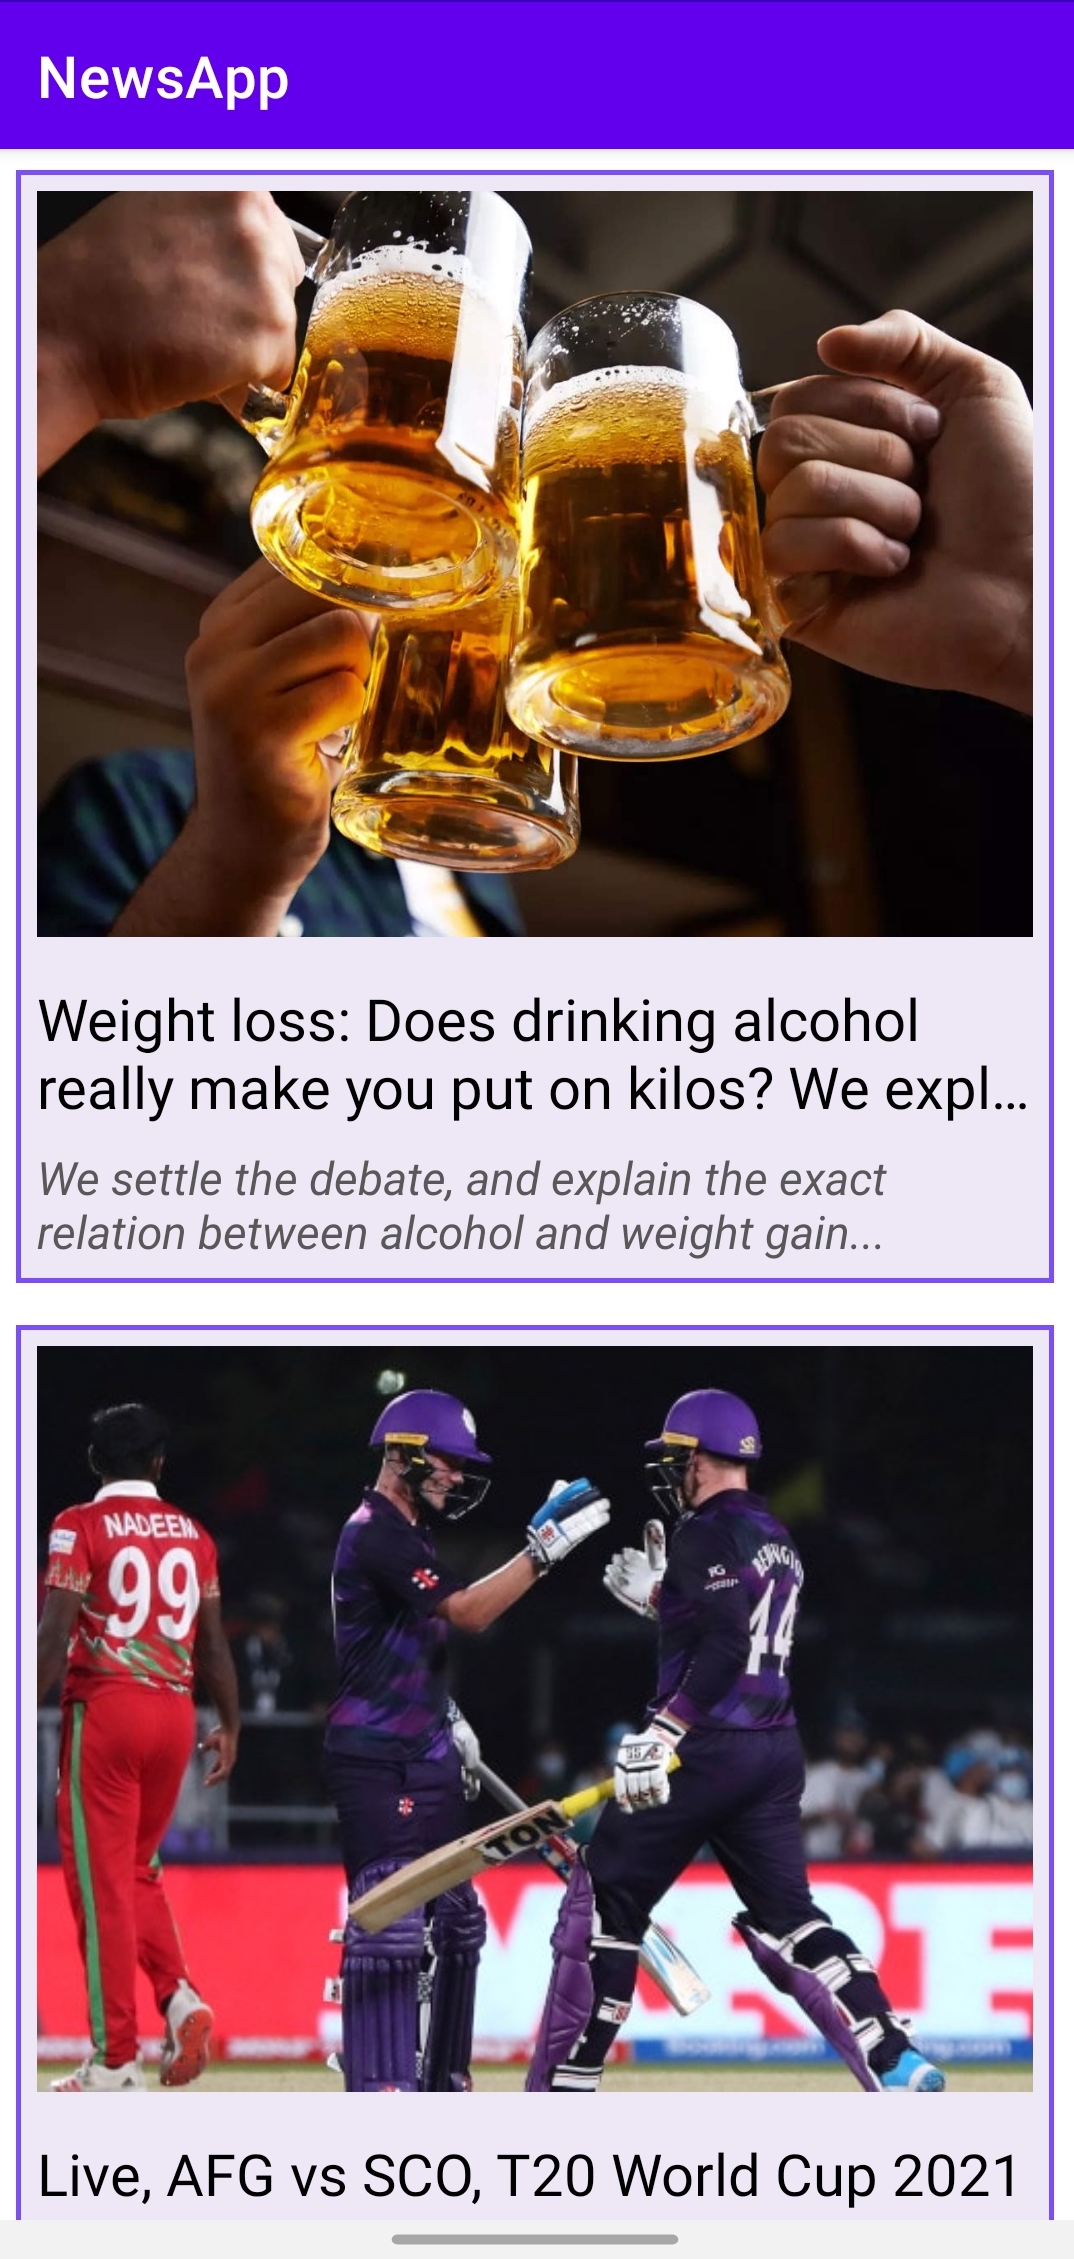 NewsApp
Weight loss: Does drinking alcohol
really make you put on kilos? We expl...
We settle the debate, and explain the exact
relation between alcohol and weight gain...
NADEEM
99
44
TON
Live, AFG vs SCO, T20 World Cup 2021